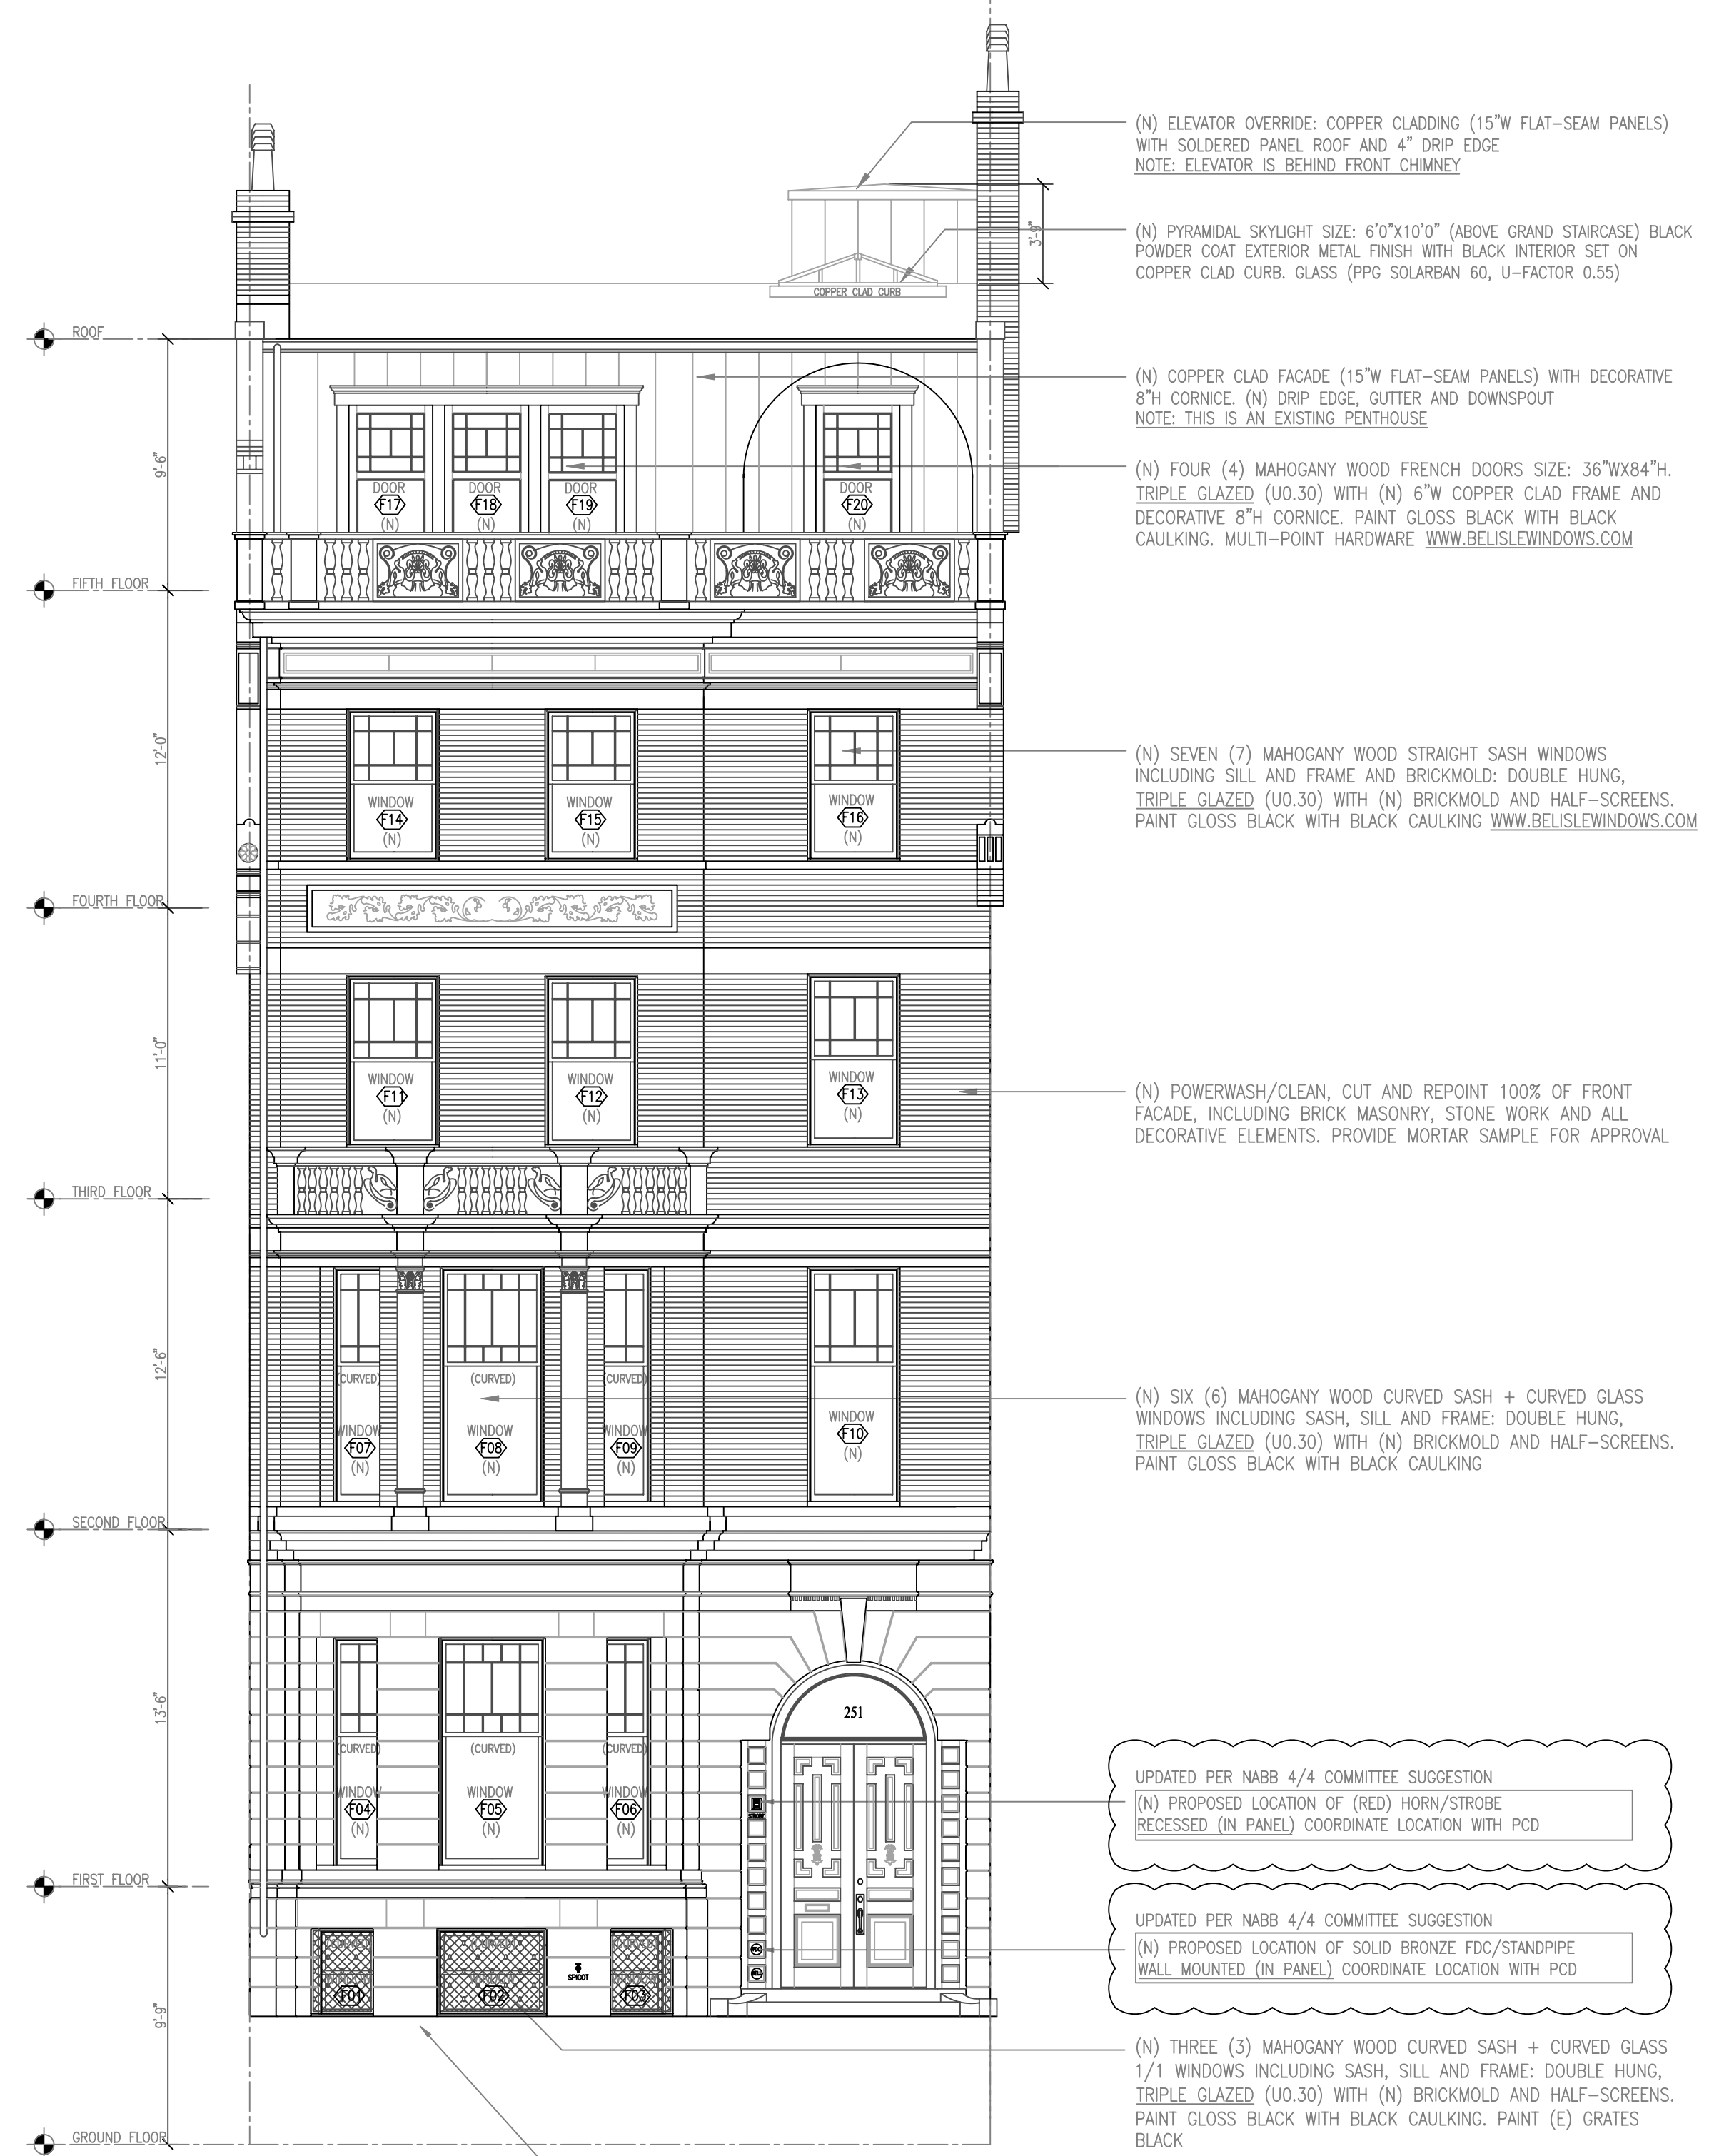 (N) ELEVATOR OVERRIDE: COPPER CLADDING (15"W FLAT-SEAM PANELS)
WITH SOLDERED PANEL ROOF AND 4" DRIP EDGE
NOTE: ELEVATOR IS BEHIND FRONT CHIMNEY
3'-9"
(N) PYRAMIDAL SKYLIGHT SIZE: 6'0"X10'0" (ABOVE GRAND STAIRCASE) BLACK
POWDER COAT EXTERIOR METAL FINISH WITH BLACK INTERIOR SET ON
COPPER CLAD CURB. GLASS (PPG SOLARBAN 60, U-FACTOR 0.55)
COPPER CLAD CURB
ROOF
(N) COPPER CLAD FACADE (15"W FLAT-SEAM PANELS) WITH DECORATIVE
8"H CORNICE. (N) DRIP EDGE, GUTTER AND DOWNSPOUT
NOTE: THIS IS AN EXISTING PENTHOUSE
9'-6"
(N) FOUR (4) MAHOGANY WOOD FRENCH DOORS SIZE: 36"WX84"H.
TRIPLE GLAZED (U0.30) WITH (N) 6"W COPPER CLAD FRAME AND
DECORATIVE 8"H CORNICE. PAINT GLOSS BLACK WITH BLACK
CAULKING. MULTI-POINT HARDWARE WWW.BELISLEWINDOWS.COM
DOOR
F17
(N)
DOOR
F18
(N)
DOOR
F19
(N)
DOOR
F20
(N)
FIFTH FLOOR
12'-0"
(N) SEVEN (7) MAHOGANY WOOD STRAIGHT SASH WINDOWS
INCLUDING SILL AND FRAME AND BRICKMOLD: DOUBLE HUNG,
TRIPLE GLAZED (U0.30) WITH (N) BRICKMOLD AND HALF-SCREENS.
PAINT GLOSS BLACK WITH BLACK CAULKING WWW.BELISLEWINDOWS.COM
WINDOW
F14
(N)
WINDOW
F15
(N)
WINDOW
F16
(N)
FOURTH FLOOR
11'-0"
WINDOW
F11
(N)
WINDOW
F12
(N)
WINDOW
F13
(N)
(N) POWERWASH/CLEAN, CUT AND REPOINT 100% OF FRONT
FACADE, INCLUDING BRICK MASONRY, STONE WORK AND ALL
DECORATIVE ELEMENTS. PROVIDE MORTAR SAMPLE FOR APPROVAL
THIRD FLOOR
12'-6"
(CURVED)
WINDOW
F07
(N)
(CURVED)
WINDOW
F08
(N)
(CURVED)
WINDOW
F09
(N)
WINDOW
F10
(N)
(N) SIX (6) MAHOGANY WOOD CURVED SASH + CURVED GLASS
WINDOWS INCLUDING SASH, SILL AND FRAME: DOUBLE HUNG,
TRIPLE GLAZED (U0.30) WITH (N) BRICKMOLD AND HALF-SCREENS.
PAINT GLOSS BLACK WITH BLACK CAULKING
SECOND FLOOR
13'-6"
251
(CURVED)
WINDOW
F04
(N)
(CURVED)
WINDOW
F05
(N)
(CURVED)
WINDOW
F06
(N)
STROBE
UPDATED PER NABB 4/4 COMMITTEE SUGGESTION
(N) PROPOSED LOCATION OF (RED) HORN/STROBE
RECESSED (IN PANEL) COORDINATE LOCATION WITH PCD
FIRST FLOOR
9'-9"
UPDATED PER NABB 4/4 COMMITTEE SUGGESTION
(N) PROPOSED LOCATION OF SOLID BRONZE FDC/STANDPIPE
WALL MOUNTED (IN PANEL) COORDINATE LOCATION WITH PCD
FDC
BELL
(CURVED)
WINDOW
F01
(CURVED)
WINDOW
F02
SPIGOT
(CURVED)
WINDOW
F03
(N) THREE (3) MAHOGANY WOOD CURVED SASH + CURVED GLASS
1/1 WINDOWS INCLUDING SASH, SILL AND FRAME: DOUBLE HUNG,
TRIPLE GLAZED (U0.30) WITH (N) BRICKMOLD AND HALF-SCREENS.
PAINT GLOSS BLACK WITH BLACK CAULKING. PAINT (E) GRATES
BLACK
GROUND FLOOR